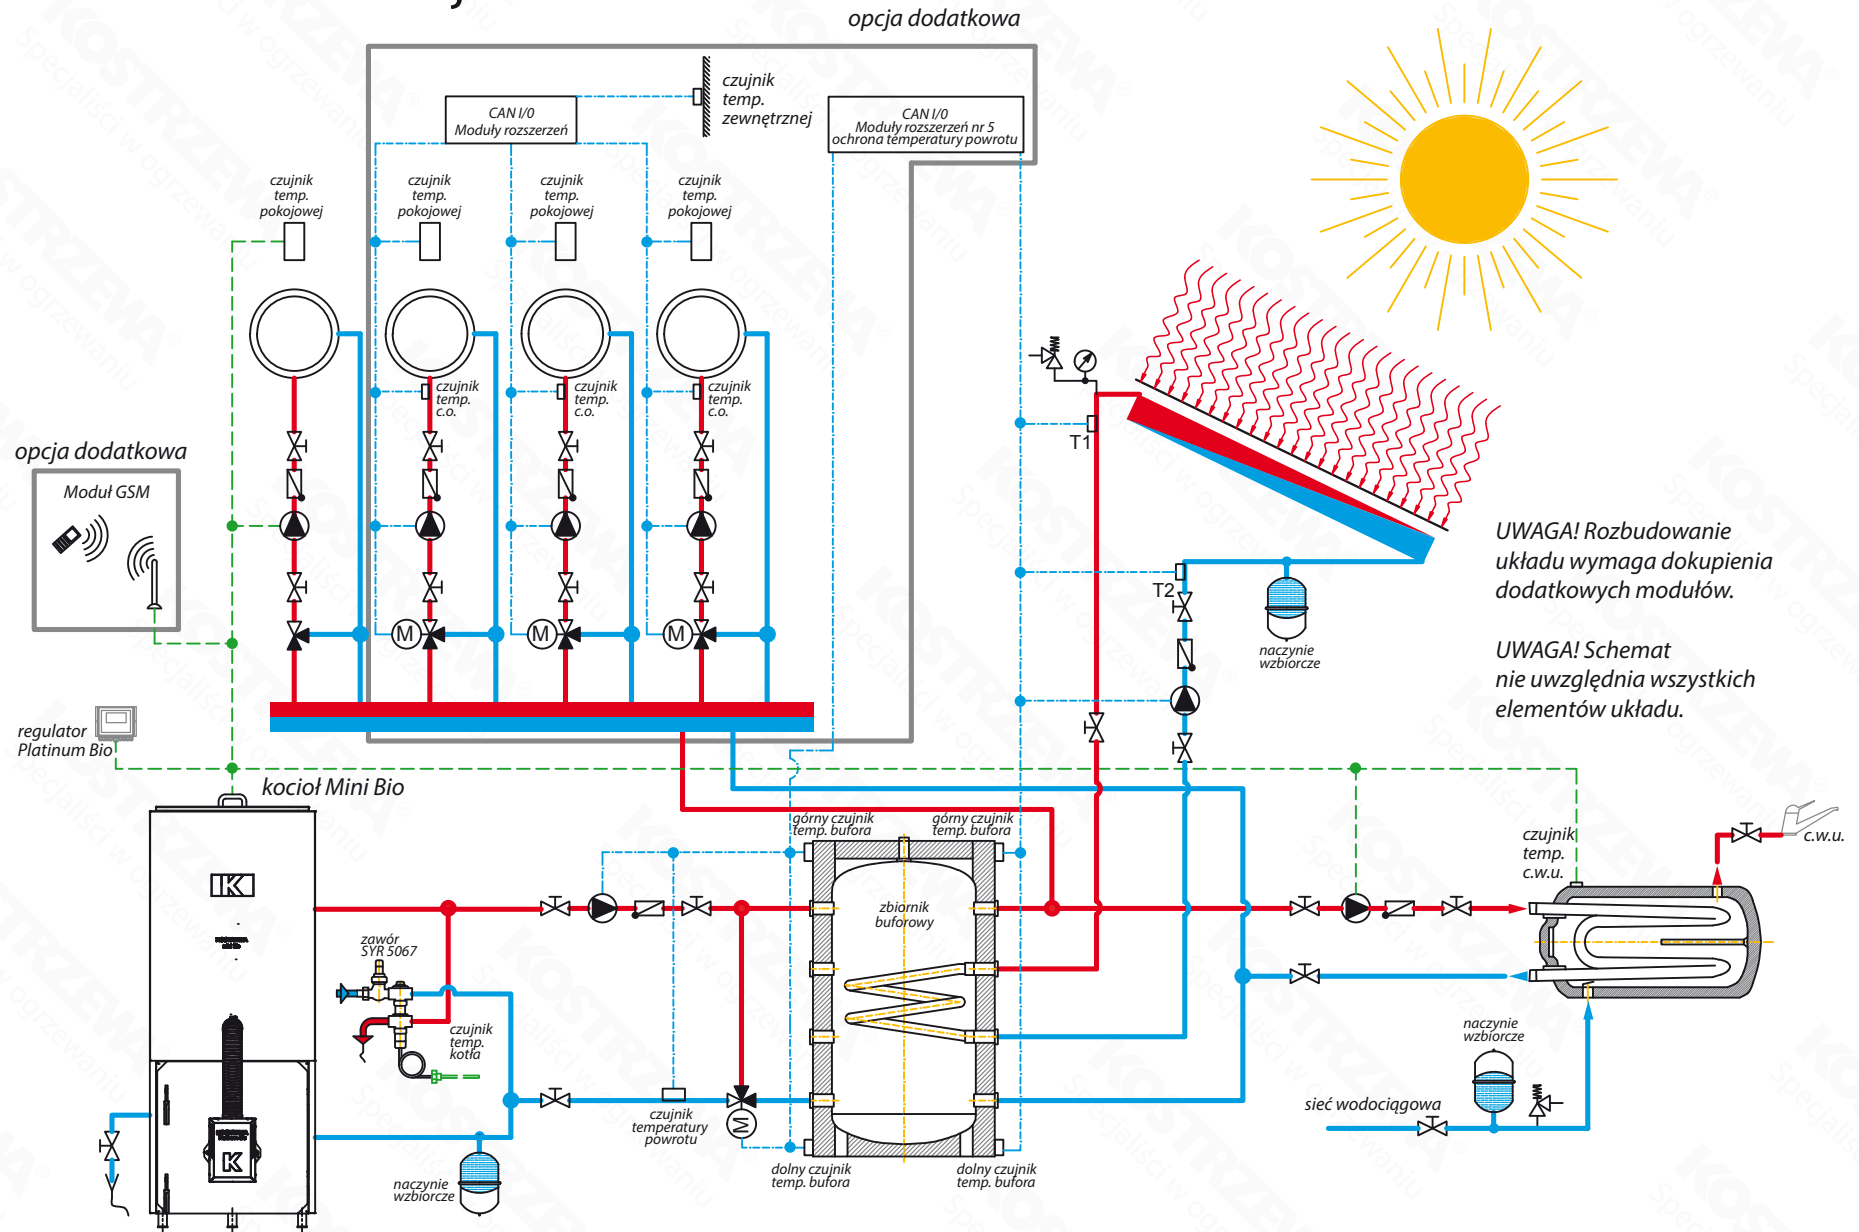 opcja dodatkowa
czujnik
temp.
zewnętrznej
CAN I/0
Moduły rozszerzeń
CAN I/0
Moduły rozszerzeń nr 5
ochrona temperatury powrotu
czujnik
temp.
pokojowej
czujnik
temp.
pokojowej
czujnik
temp.
pokojowej
czujnik
temp.
pokojowej
czujnik
temp.
c.o.
czujnik
temp.
c.o.
czujnik
temp.
c.o.
T1
opcja dodatkowa
Moduł GSM
UWAGA! Rozbudowanie
układu wymaga dokupienia
dodatkowych modułów.
T2
M
M
M
naczynie
wzbiorcze
UWAGA! Schemat
nie uwzględnia wszystkich
elementów układu.
regulator
Platinum Bio
kocioł Mini Bio
górny czujnik
temp. bufora
górny czujnik
temp. bufora
czujnik
temp.
c.w.u.
c.w.u.
K
zbiornik
buforowy
zawór
SYR 5067
czujnik
temp.
kotła
naczynie
wzbiorcze
sieć wodociągowa
czujnik
temperatury
powrotu
M
K
dolny czujnik
temp. bufora
dolny czujnik
temp. bufora
naczynie
wzbiorcze
KOSTRZEWA®
Specjaliści w ogrzewaniu